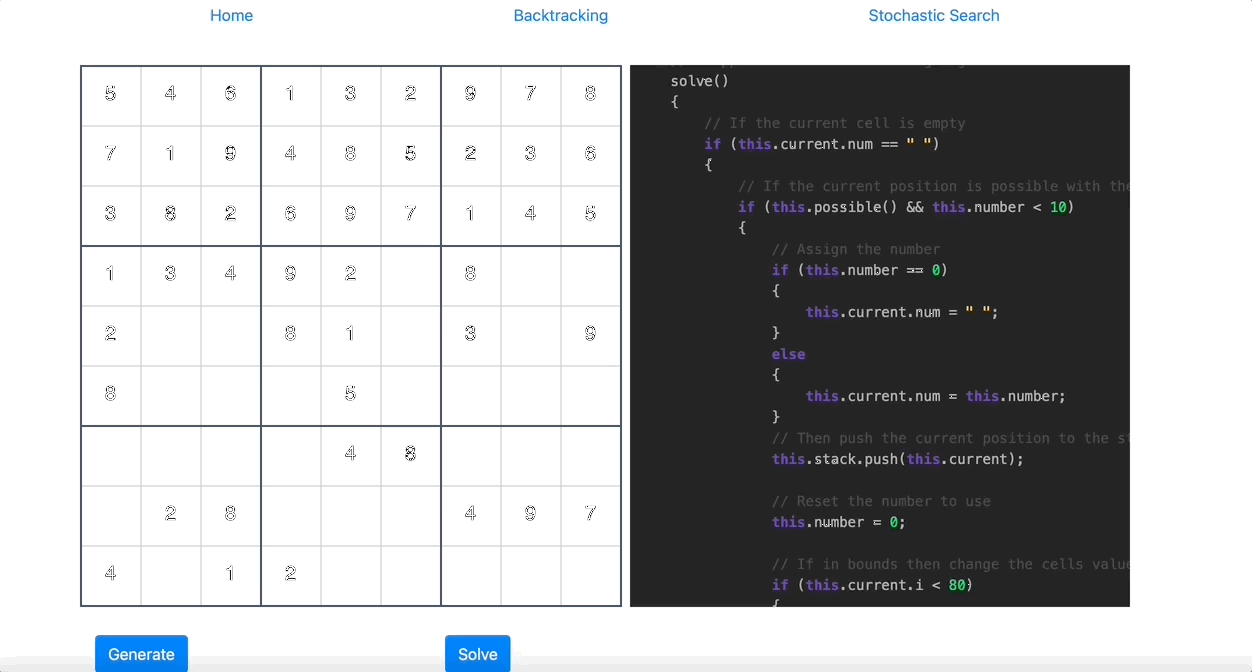 Home Backtracking Stochastic Search
5 4 6 1 3 2 9 7 8
7 1 9 4 8 5 2 3 6
3 8 2 6 9 7 1 4 5
1 3 4 9 2 8
2 8 1 3 9
8 5
4 8
2 8 4 9 7
4 1 2
solve()
{
// If the current cell is empty
if (this.current.num == " ")
{
// If the current position is possible with the
if (this.possible() && this.number < 10)
{
// Assign the number
if (this.number == 0)
{
this.current.num = " ";
}
else
{
this.current.num = this.number;
}
// Then push the current position to the
this.stack.push(this.current);
// Reset the number to use
this.number = 0;
// If in bounds then change the cells value
if (this.current.i < 80)
{
Generate Solve